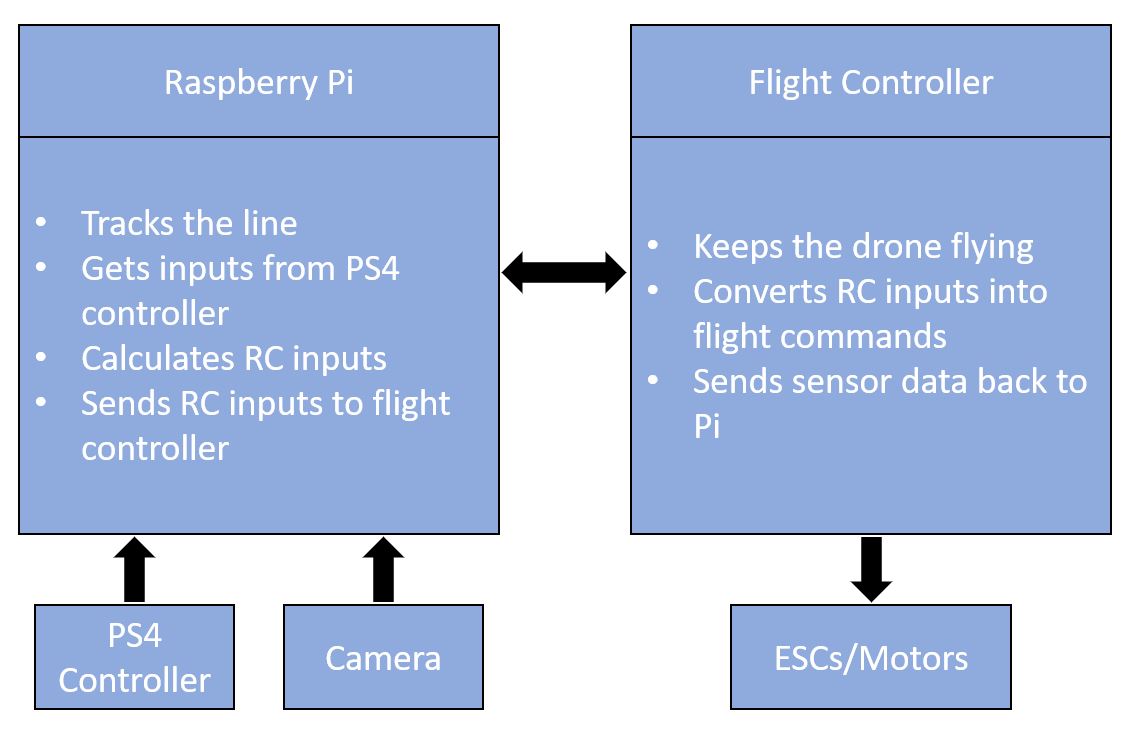 Raspberry Pi
• Tracks the line
• Gets inputs from PS4
controller
• Calculates RC inputs
• Sends RC inputs to flight
controller
Flight Controller
• Keeps the drone flying
• Converts RC inputs into
flight commands
• Sends sensor data back to
Pi
PS4
Controller
Camera
ESCs/Motors